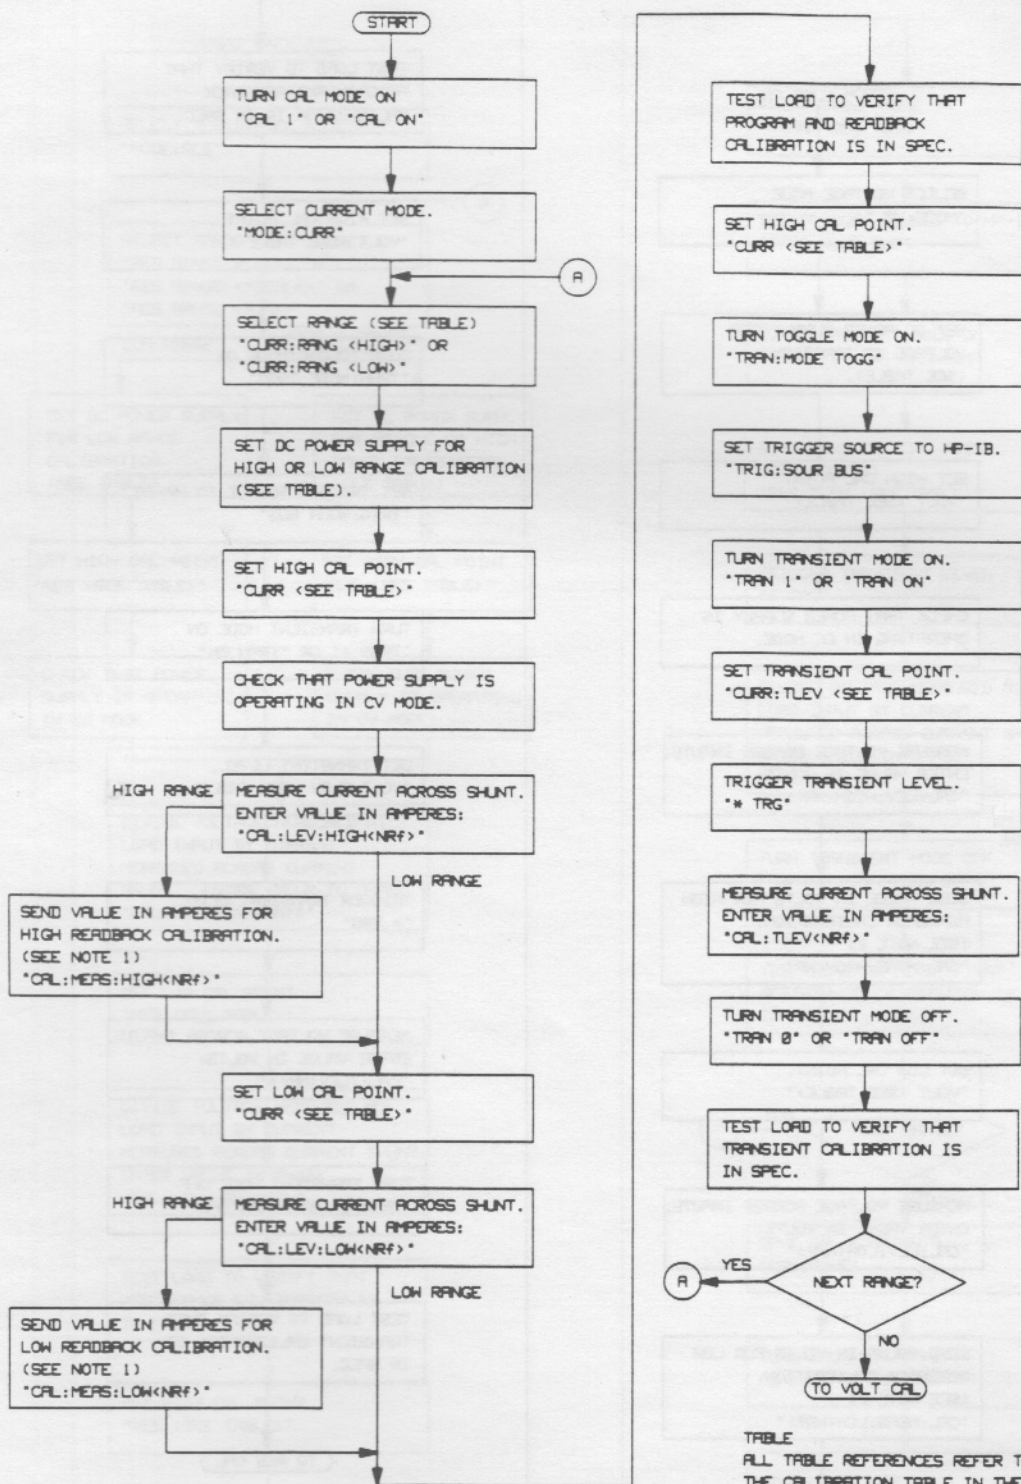 START
TURN CAL MODE ON
"CAL 1" OR "CAL ON"
SELECT CURRENT MODE.
"MODE:CURR"
A
SELECT RANGE (SEE TABLE)
"CURR:RANG <HIGH>" OR
"CURR:RANG <LOW>"
SET DC POWER SUPPLY FOR
HIGH OR LOW RANGE CALIBRATION
(SEE TABLE).
SET HIGH CAL POINT.
"CURR <SEE TABLE>"
CHECK THAT POWER SUPPLY IS
OPERATING IN CV MODE.
HIGH RANGE
MEASURE CURRENT ACROSS SHUNT.
ENTER VALUE IN AMPERES:
"CAL:LEV:HIGH<NRf>"
LOW RANGE
SEND VALUE IN AMPERES FOR
HIGH READBACK CALIBRATION.
(SEE NOTE 1)
"CAL:MEAS:HIGH<NRf>"
SET LOW CAL POINT.
"CURR <SEE TABLE>"
HIGH RANGE
MEASURE CURRENT ACROSS SHUNT.
ENTER VALUE IN AMPERES:
"CAL:LEV:LOW<NRf>"
LOW RANGE
SEND VALUE IN AMPERES FOR
LOW READBACK CALIBRATION.
(SEE NOTE 1)
"CAL:MEAS:LOW<NRf>"
TEST LOAD TO VERIFY THAT
PROGRAM AND READBACK
CALIBRATION IS IN SPEC.
SET HIGH CAL POINT.
"CURR <SEE TABLE>"
TURN TOGGLE MODE ON.
"TRAN:MODE TOGG"
SET TRIGGER SOURCE TO HP-IB.
"TRIG:SOUR BUS"
TURN TRANSIENT MODE ON.
"TRAN 1" OR "TRAN ON"
SET TRANSIENT CAL POINT.
"CURR:TLEV <SEE TABLE>"
TRIGGER TRANSIENT LEVEL.
"* TRG"
MEASURE CURRENT ACROSS SHUNT.
ENTER VALUE IN AMPERES:
"CAL:TLEV<NRf>"
TURN TRANSIENT MODE OFF.
"TRAN 0" OR "TRAN OFF"
TEST LOAD TO VERIFY THAT
TRANSIENT CALIBRATION IS
IN SPEC.
NEXT RANGE?
YES
A
NO
TO VOLT CAL
TABLE
ALL TABLE REFERENCES REFER T
THE CALIBRATION TABLE IN THE